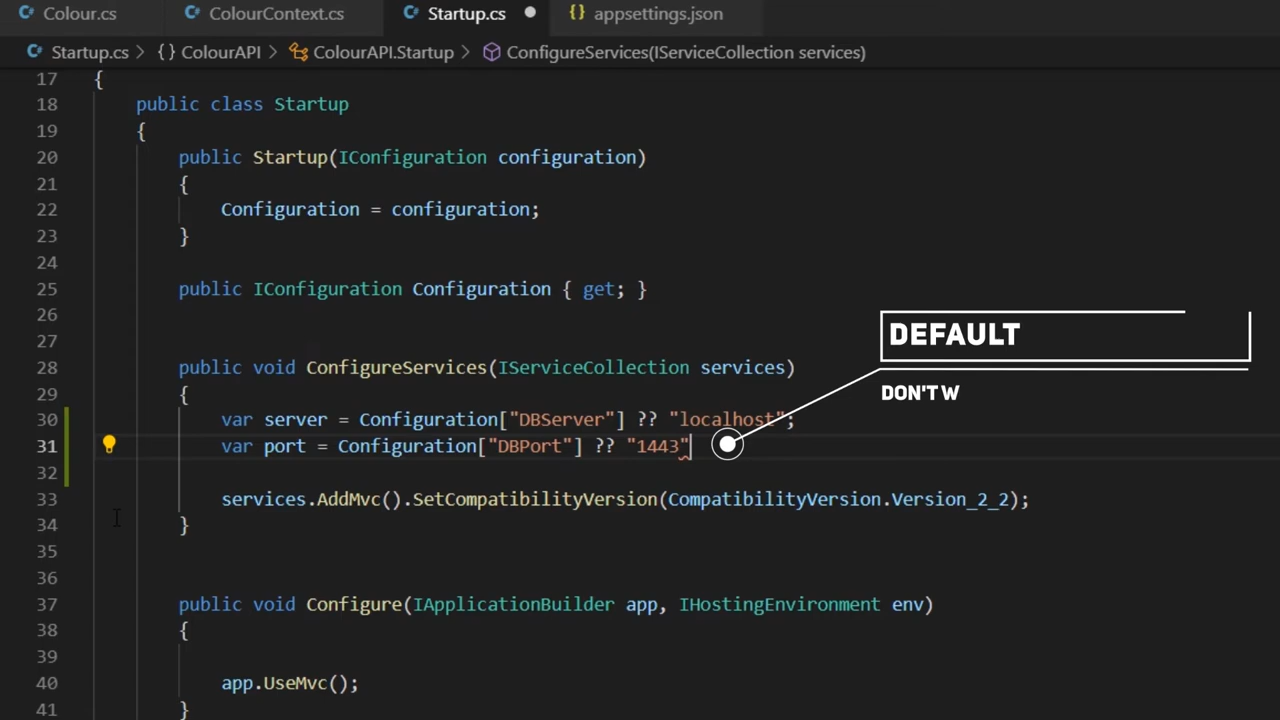 Colour.cs ColourContext.cs Startup.cs appsettings.json
Startup.cs > {} ColourAPI > ColourAPI.Startup > ConfigureServices(IServiceCollection services)
17 {
18 public class Startup
19 {
20 public Startup(IConfiguration configuration)
21 {
22 Configuration = configuration;
23 }
24
25 public IConfiguration Configuration { get; }
26
27
28 public void ConfigureServices(IServiceCollection services)
29 {
30 var server = Configuration["DBServer"] ?? "localhost";
31 var port = Configuration["DBPort"] ?? "1443"
32
33 services.AddMvc().SetCompatibilityVersion(CompatibilityVersion.Version_2_2);
34 }
35
36
37 public void Configure(IApplicationBuilder app, IHostingEnvironment env)
38 {
39
40 app.UseMvc();
41 }
DEFAULT
DON'T W